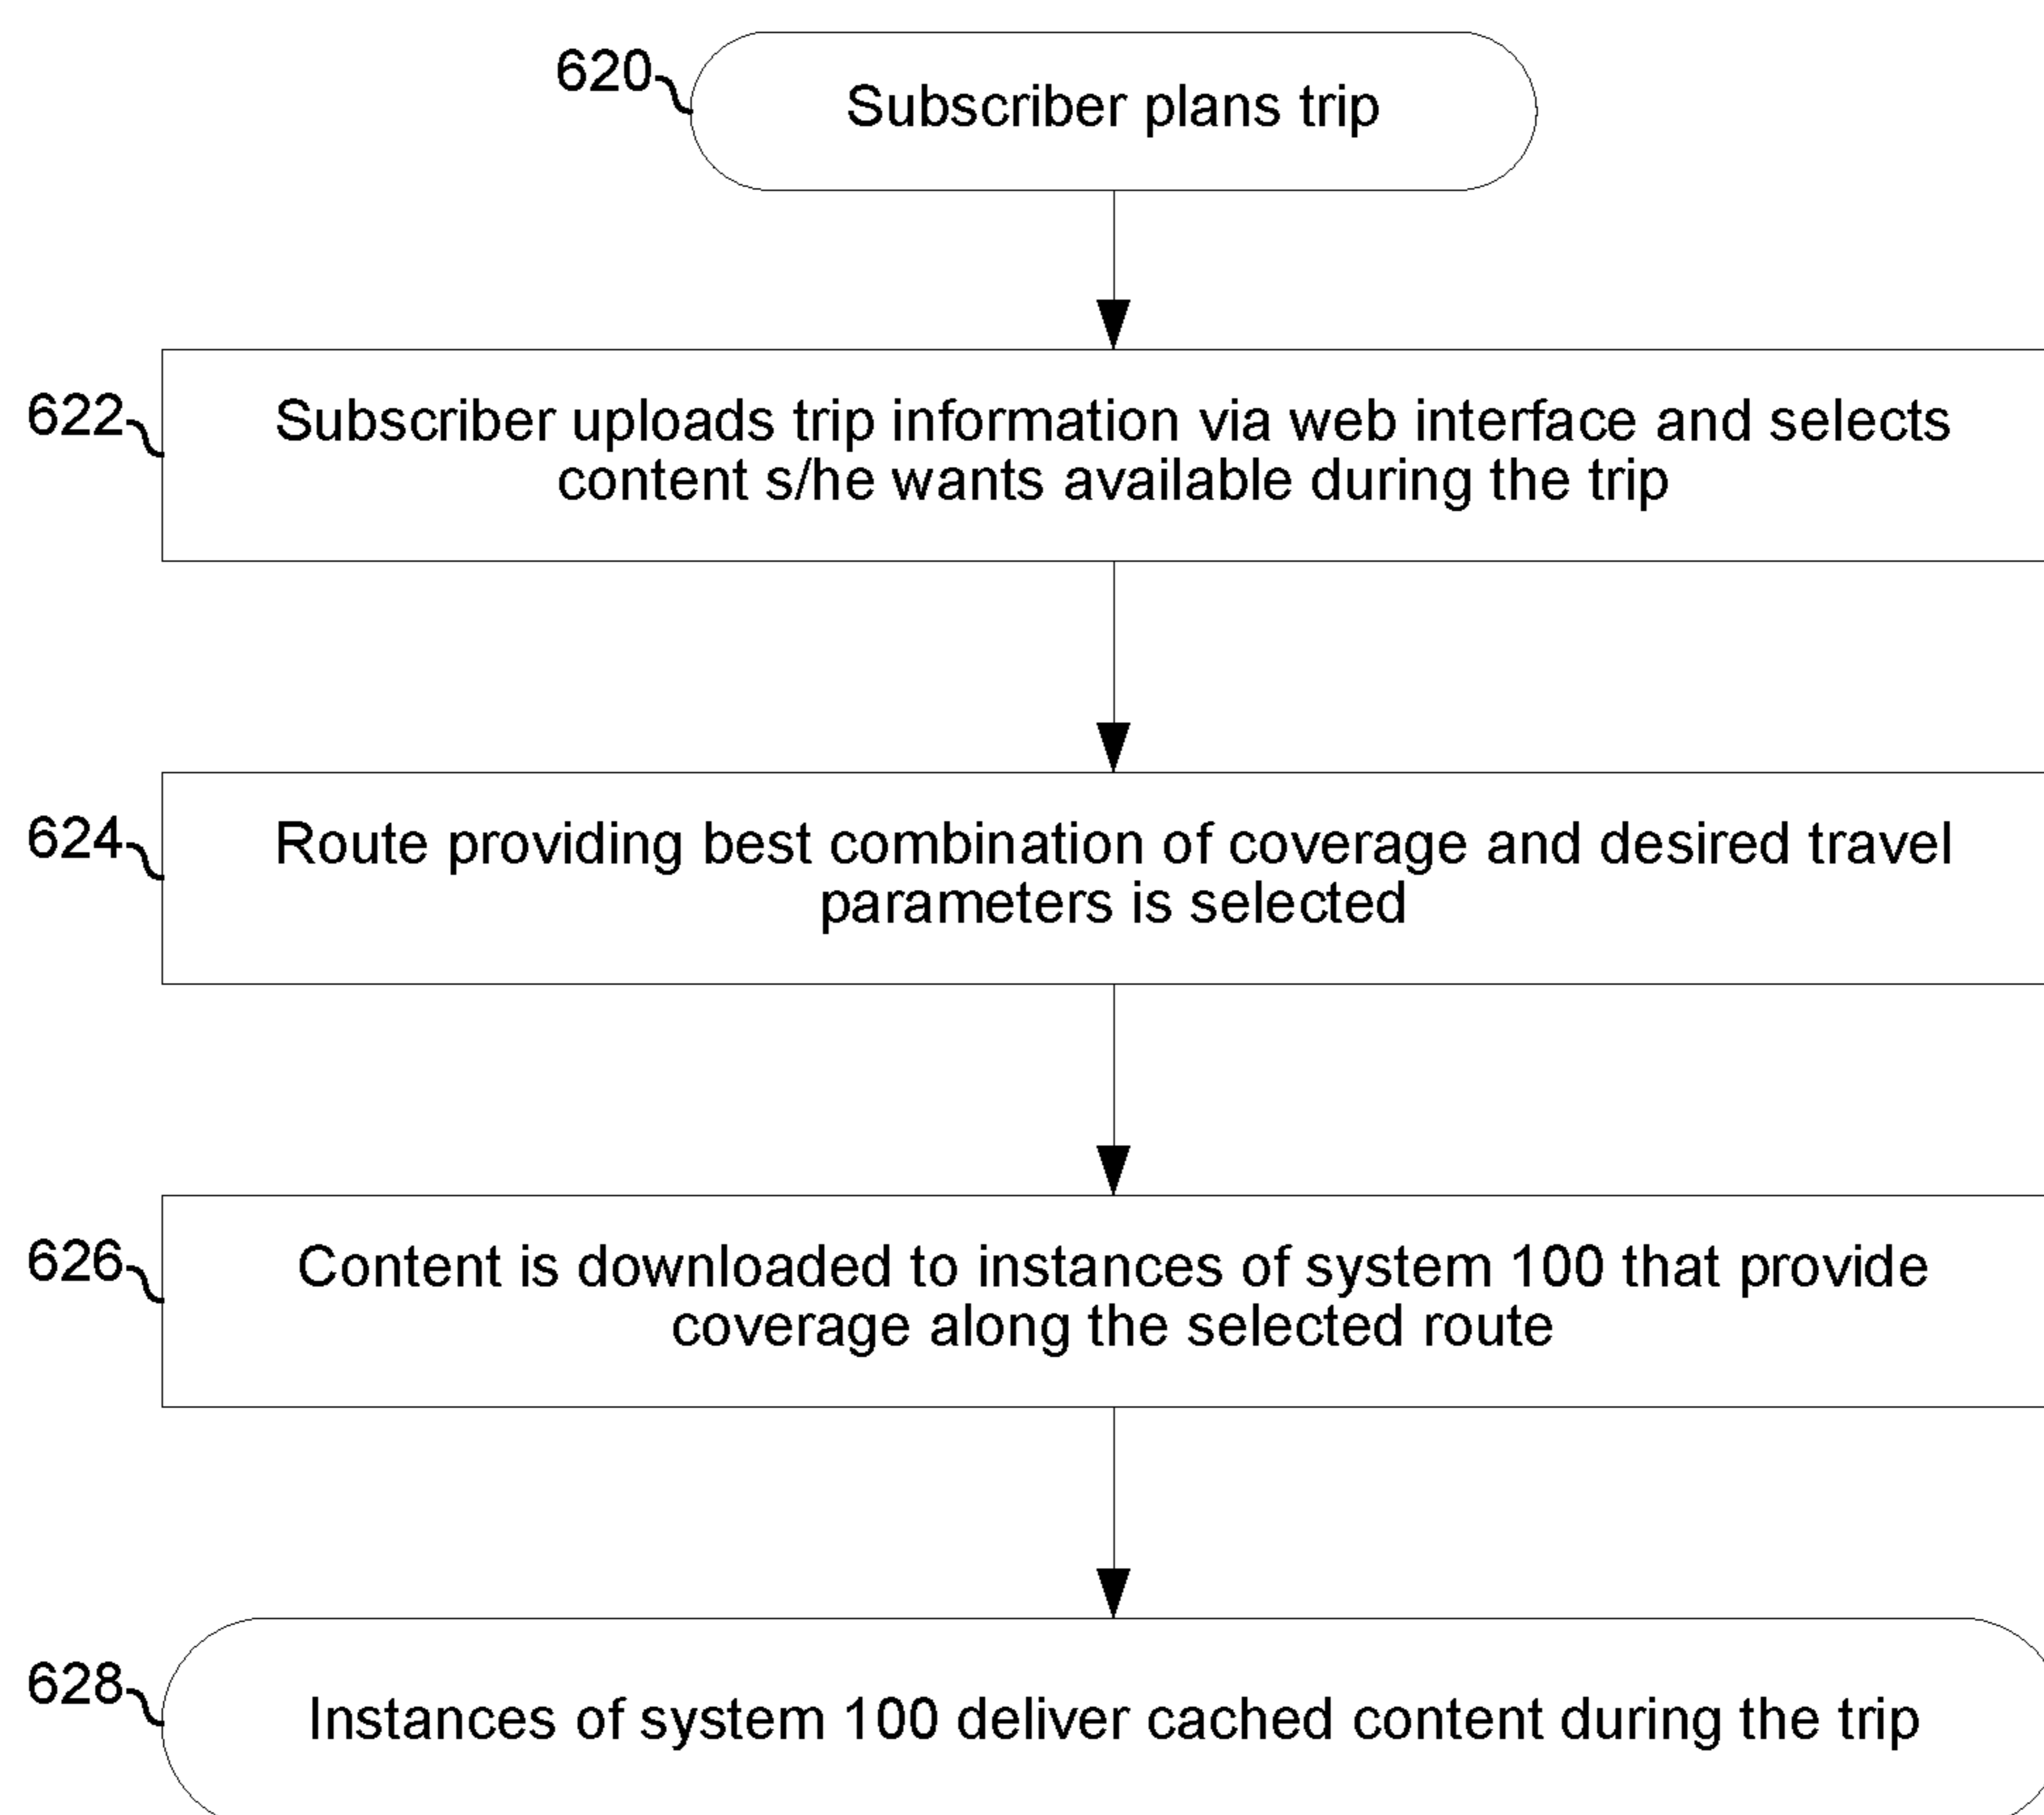 620
Subscriber plans trip
622
Subscriber uploads trip information via web interface and selects
content s/he wants available during the trip
624
Route providing best combination of coverage and desired travel
parameters is selected
626
Content is downloaded to instances of system 100 that provide
coverage along the selected route
628
Instances of system 100 deliver cached content during the trip